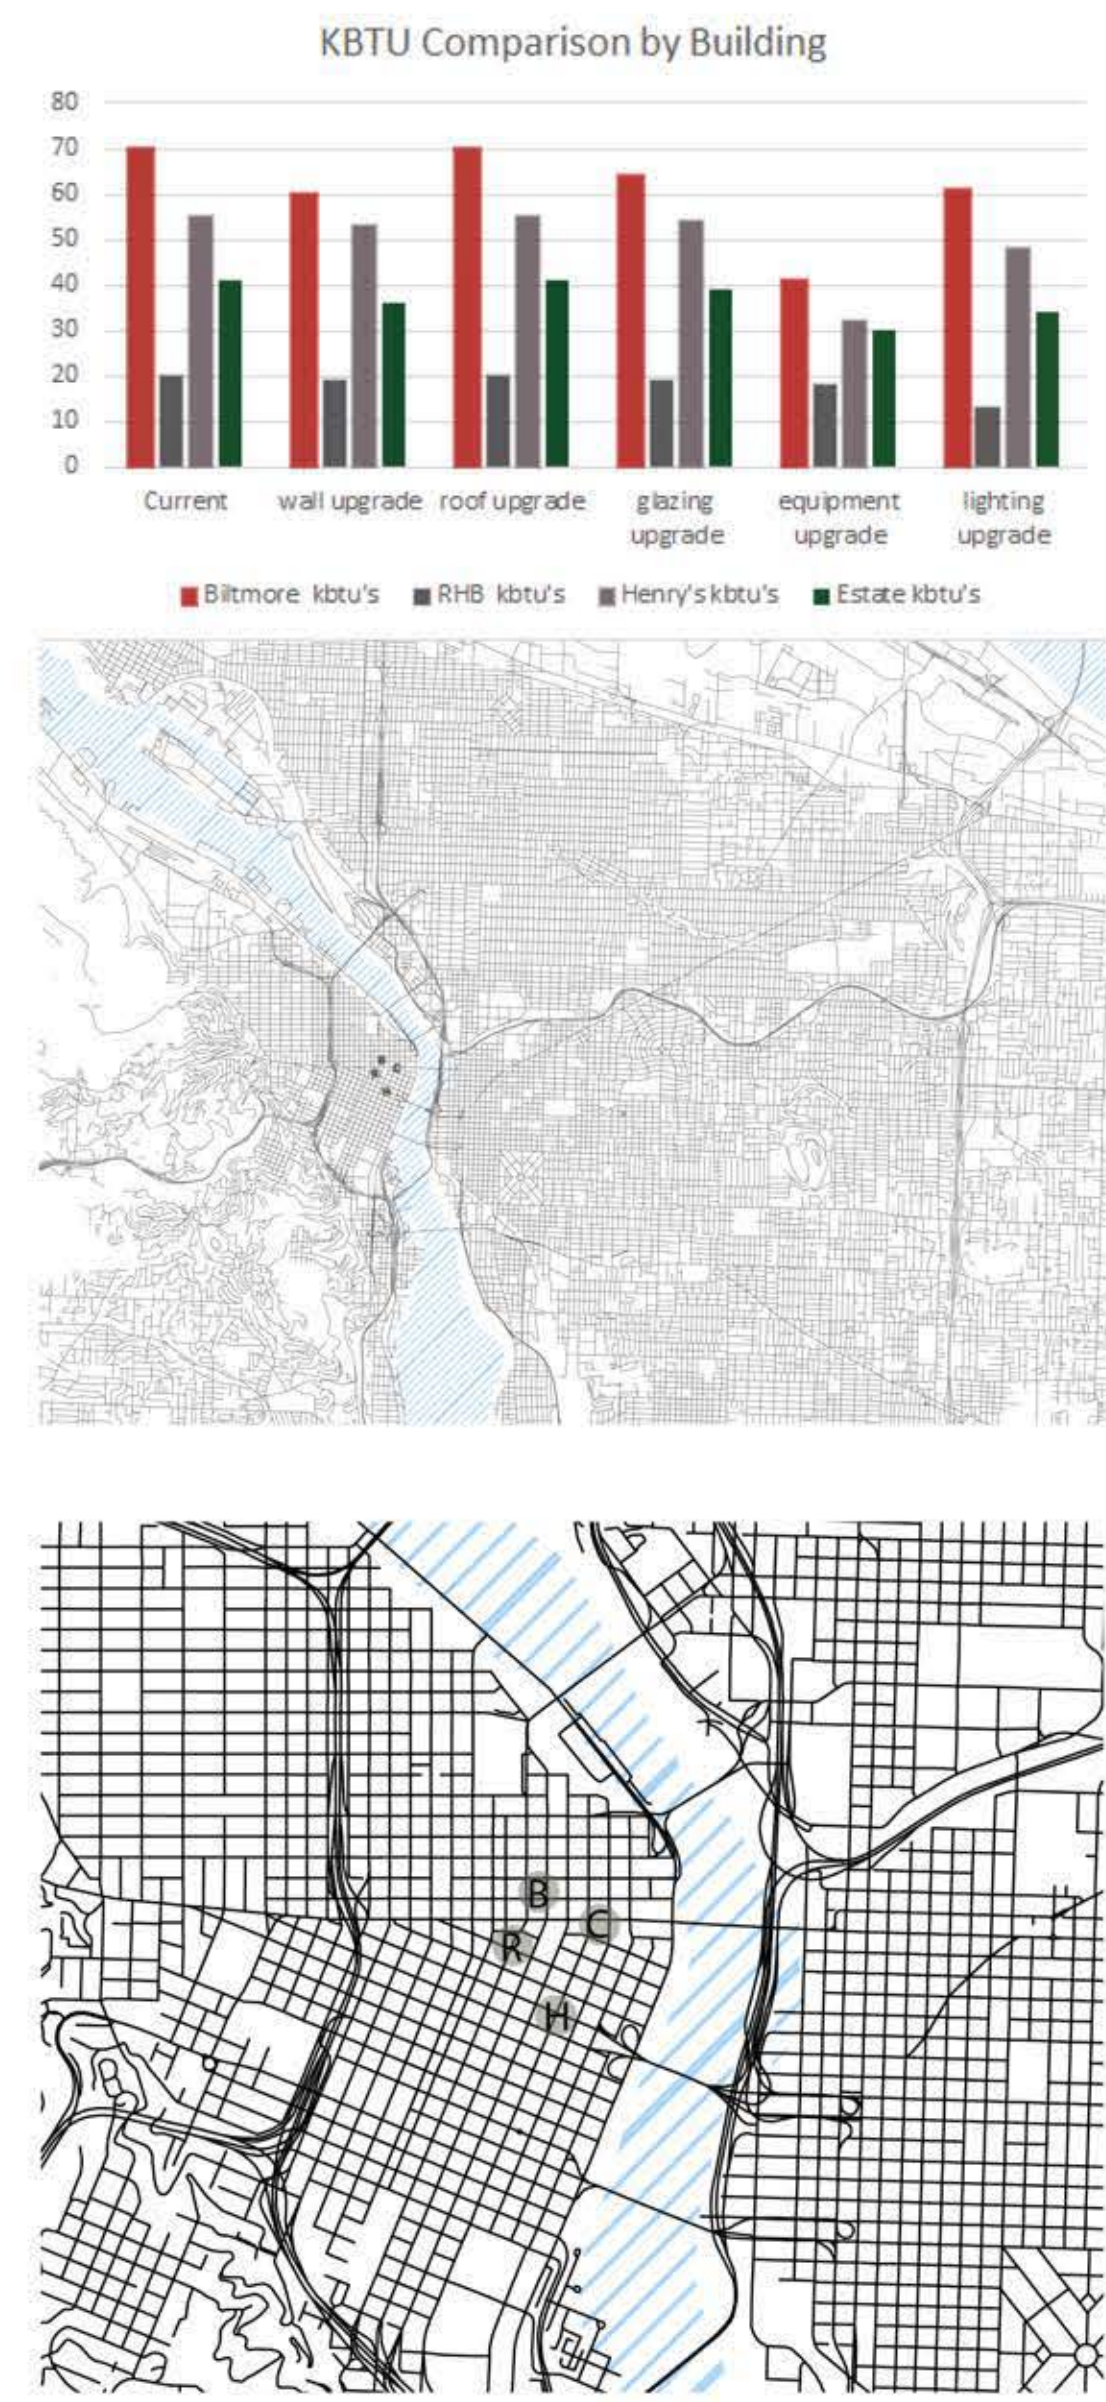 KBTU Comparison by Building
80
70
60
50
40
30
20
10
0
Current
wall upgrade
roof upgrade
glazing
upgrade
equipment
upgrade
lighting
upgrade
Biltmore kbtu's
RHB kbtu's
Henry's kbtu's
Estate kbtu's
B
C
R
H